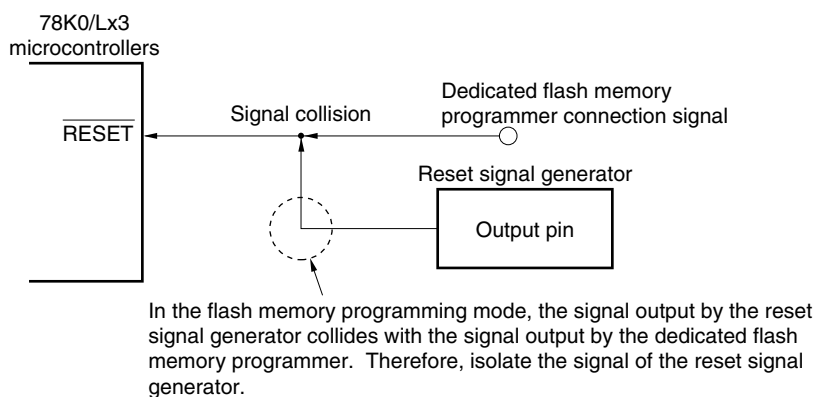 78K0/Lx3
microcontrollers
Dedicated flash memory
programmer connection signal
Signal collision
RESET
Reset signal generator
Output pin
In the flash memory programming mode, the signal output by the reset
signal generator collides with the signal output by the dedicated flash
memory programmer.  Therefore, isolate the signal of the reset signal
generator.